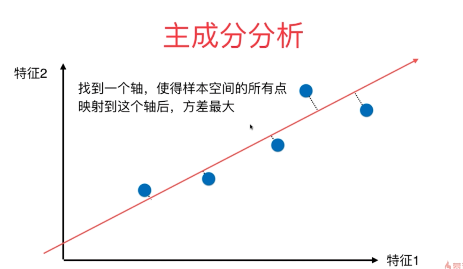 主成分分析
特征2
找到一个轴，使得样本空间的所有点
映射到这个轴后，方差最大
特征1